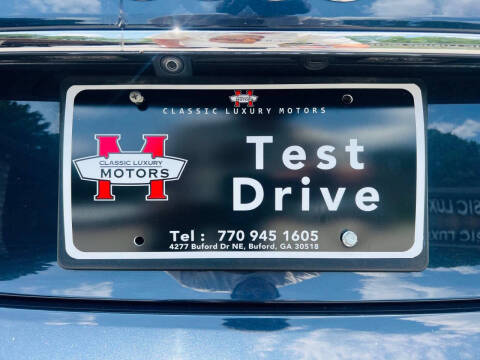 CLASSIC LUXURY MOTORS
CLASSIC LUXURY
MOTORS
Test
Drive
Tel : 770 945 1605
4277 Buford Dr NE, Buford, GA 30518